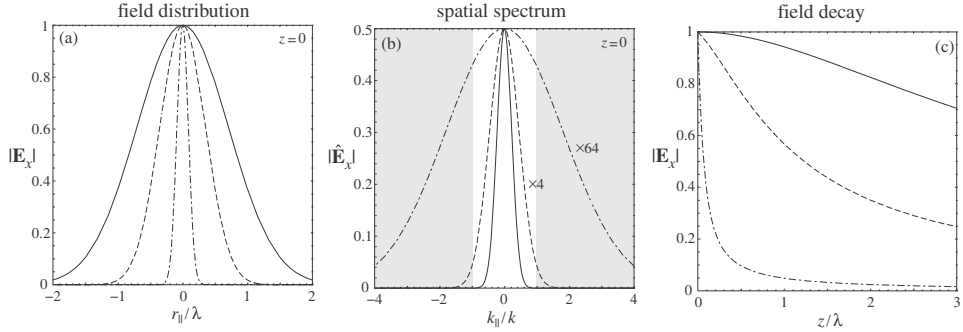 field distribution
(a)
z=0
1
0.8
0.6
|E_x|
0.4
0.2
0
−2
−1
0
1
2
r_||/λ
spatial spectrum
(b)
z=0
0.5
0.4
0.3
|Ê_x|
0.2
0.1
0
×64
×4
−4
−2
0
2
4
k_||/k
field decay
(c)
1
0.8
0.6
|E_x|
0.4
0.2
0
0
1
2
3
z/λ